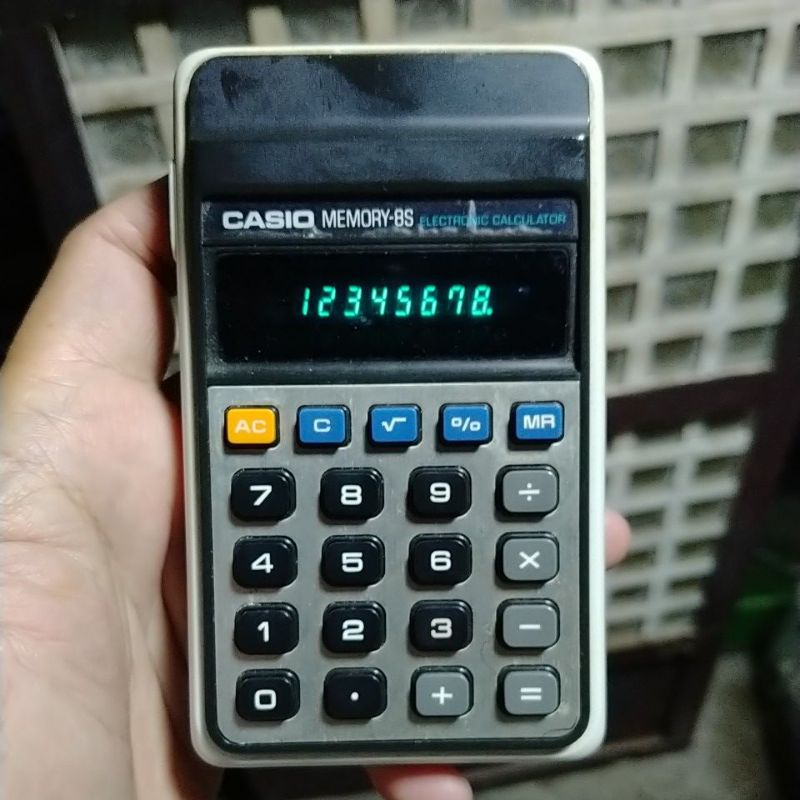 CASIO MEMORY-8S ELECTRONIC CALCULATOR
12345678.
AC C √ % MR
7 8 9 ÷
4 5 6 ×
1 2 3 −
0 · + =